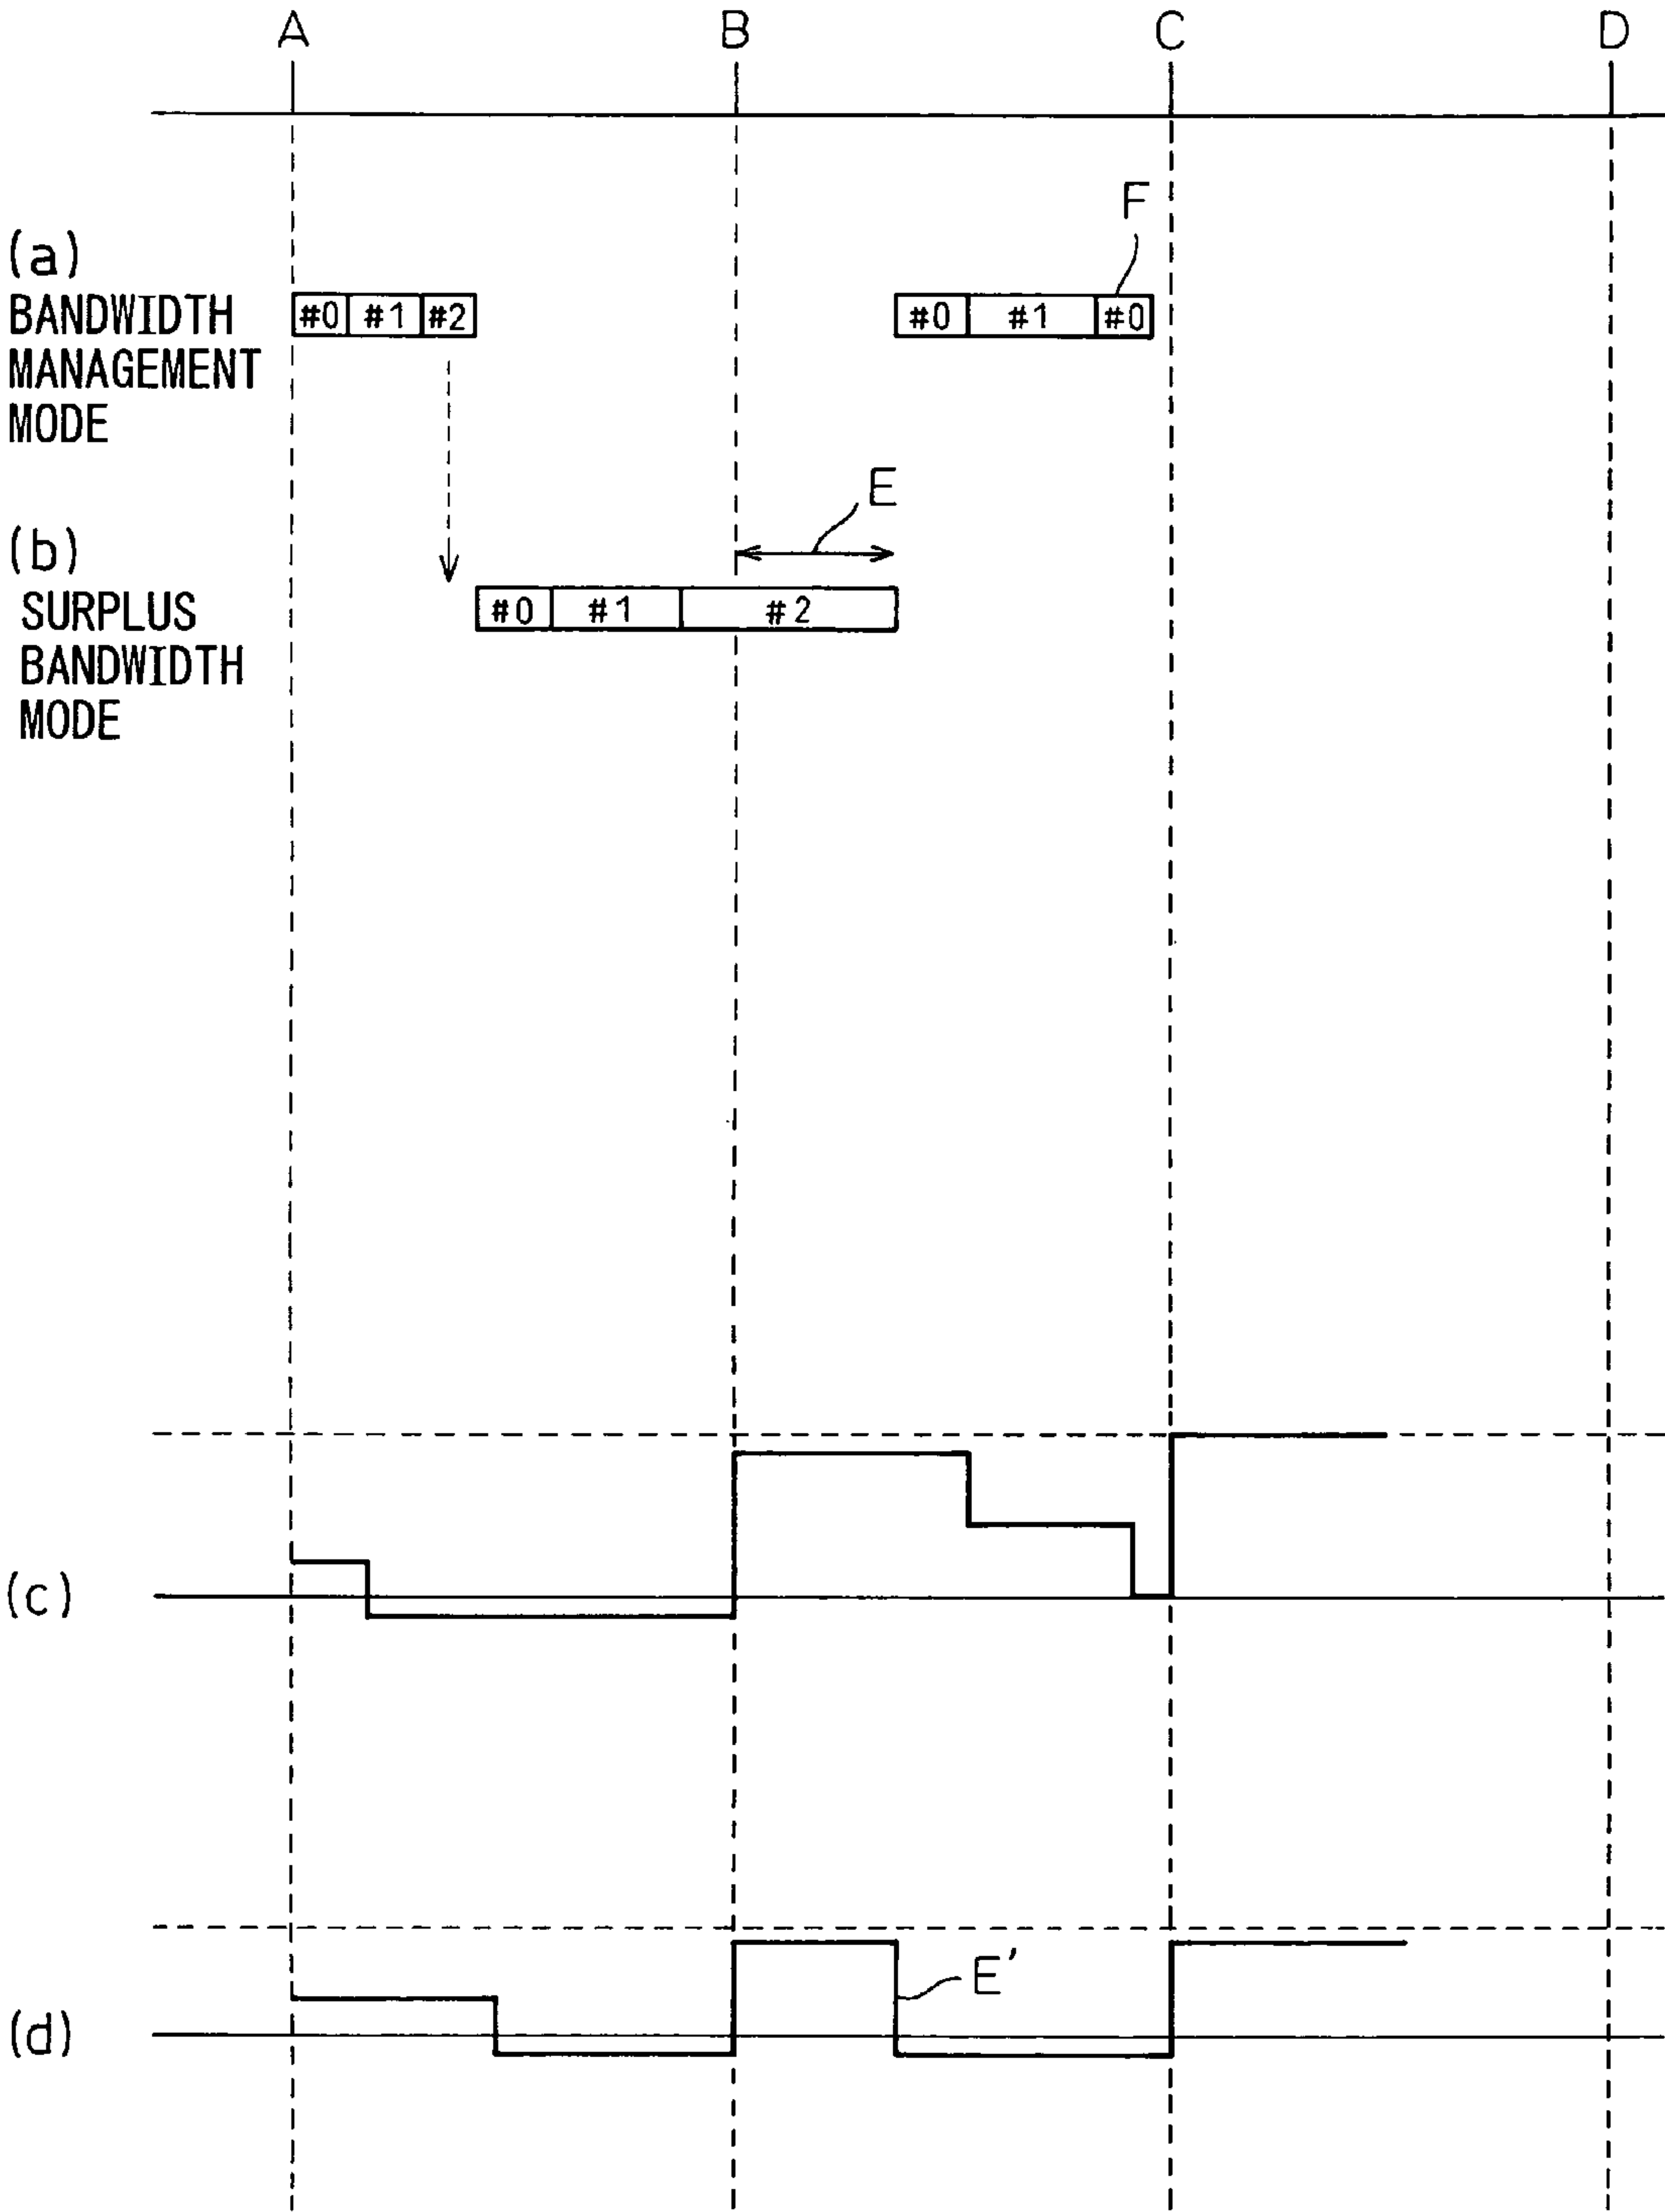 A B C D
F
(a)
BANDWIDTH
MANAGEMENT
MODE
#0 #1 #2 #0 #1 #0
E
(b)
SURPLUS
BANDWIDTH
MODE
#0 #1 #2
(c)
E'
(d)